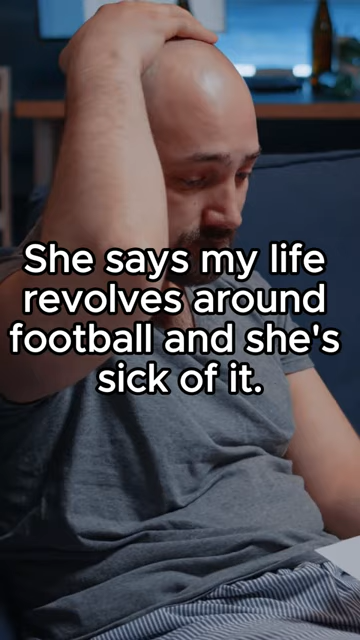 She says my life
revolves around
football and she's
sick of it.